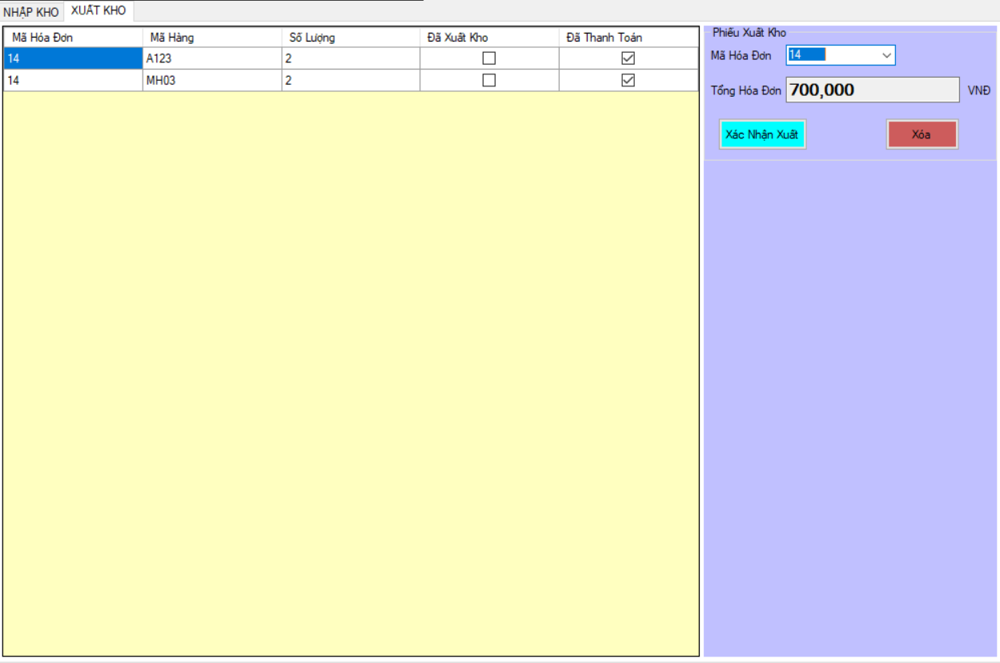 NHẬP KHO XUẤT KHO
Mã Hóa Đơn Mã Hàng Số Lượng Đã Xuất Kho Đã Thanh Toán
14 A123 2
14 MH03 2
Phiếu Xuất Kho
Mã Hóa Đơn 14
Tổng Hóa Đơn 700,000 VNĐ
Xác Nhận Xuất Xóa